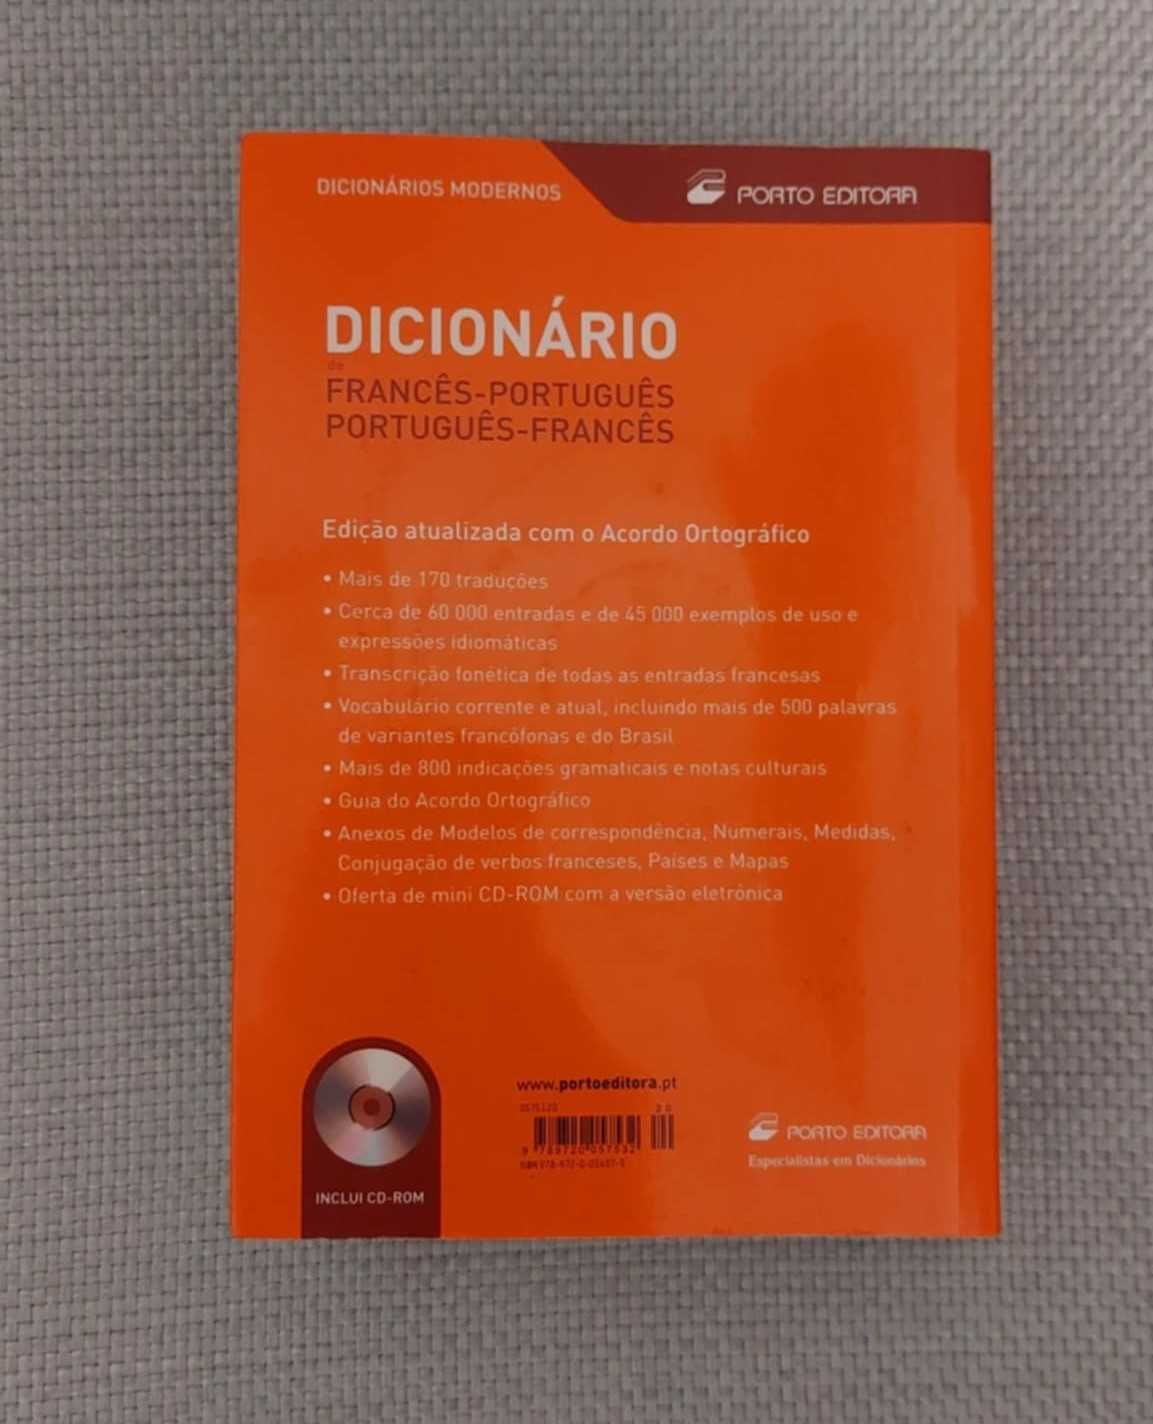 DICIONÁRIOS MODERNOS
PORTO EDITORA
DICIONÁRIO
de
FRANCÊS-PORTUGUÊS
PORTUGUÊS-FRANCÊS
Edição atualizada com o Acordo Ortográfico
• Mais de 170 traduções
• Cerca de 60 000 entradas e de 45 000 exemplos de uso e
expressões idiomáticas
• Transcrição fonética de todas as entradas francesas
• Vocabulário corrente e atual, incluindo mais de 500 palavras
de variantes francófonas e do Brasil
• Mais de 800 indicações gramaticais e notas culturais
• Guia do Acordo Ortográfico
• Anexos de Modelos de correspondência, Numerais, Medidas,
Conjugação de verbos franceses, Países e Mapas
• Oferta de mini CD-ROM com a versão eletrónica
INCLUI CD-ROM
www.portoeditora.pt
20
ISBN
PORTO EDITORA
Especialistas em Dicionários